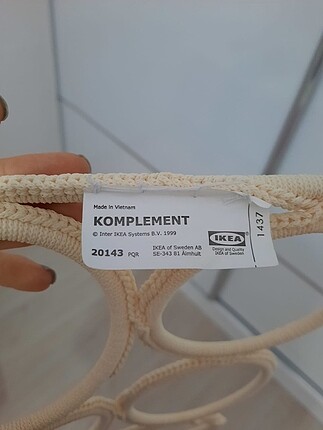 Made in Vietnam
KOMPLEMENT
© Inter IKEA Systems B.V. 1999
20143 PQR
IKEA of Sweden AB
SE-343 81 Älmhult
IKEA
Design and Quality
IKEA of Sweden
1437